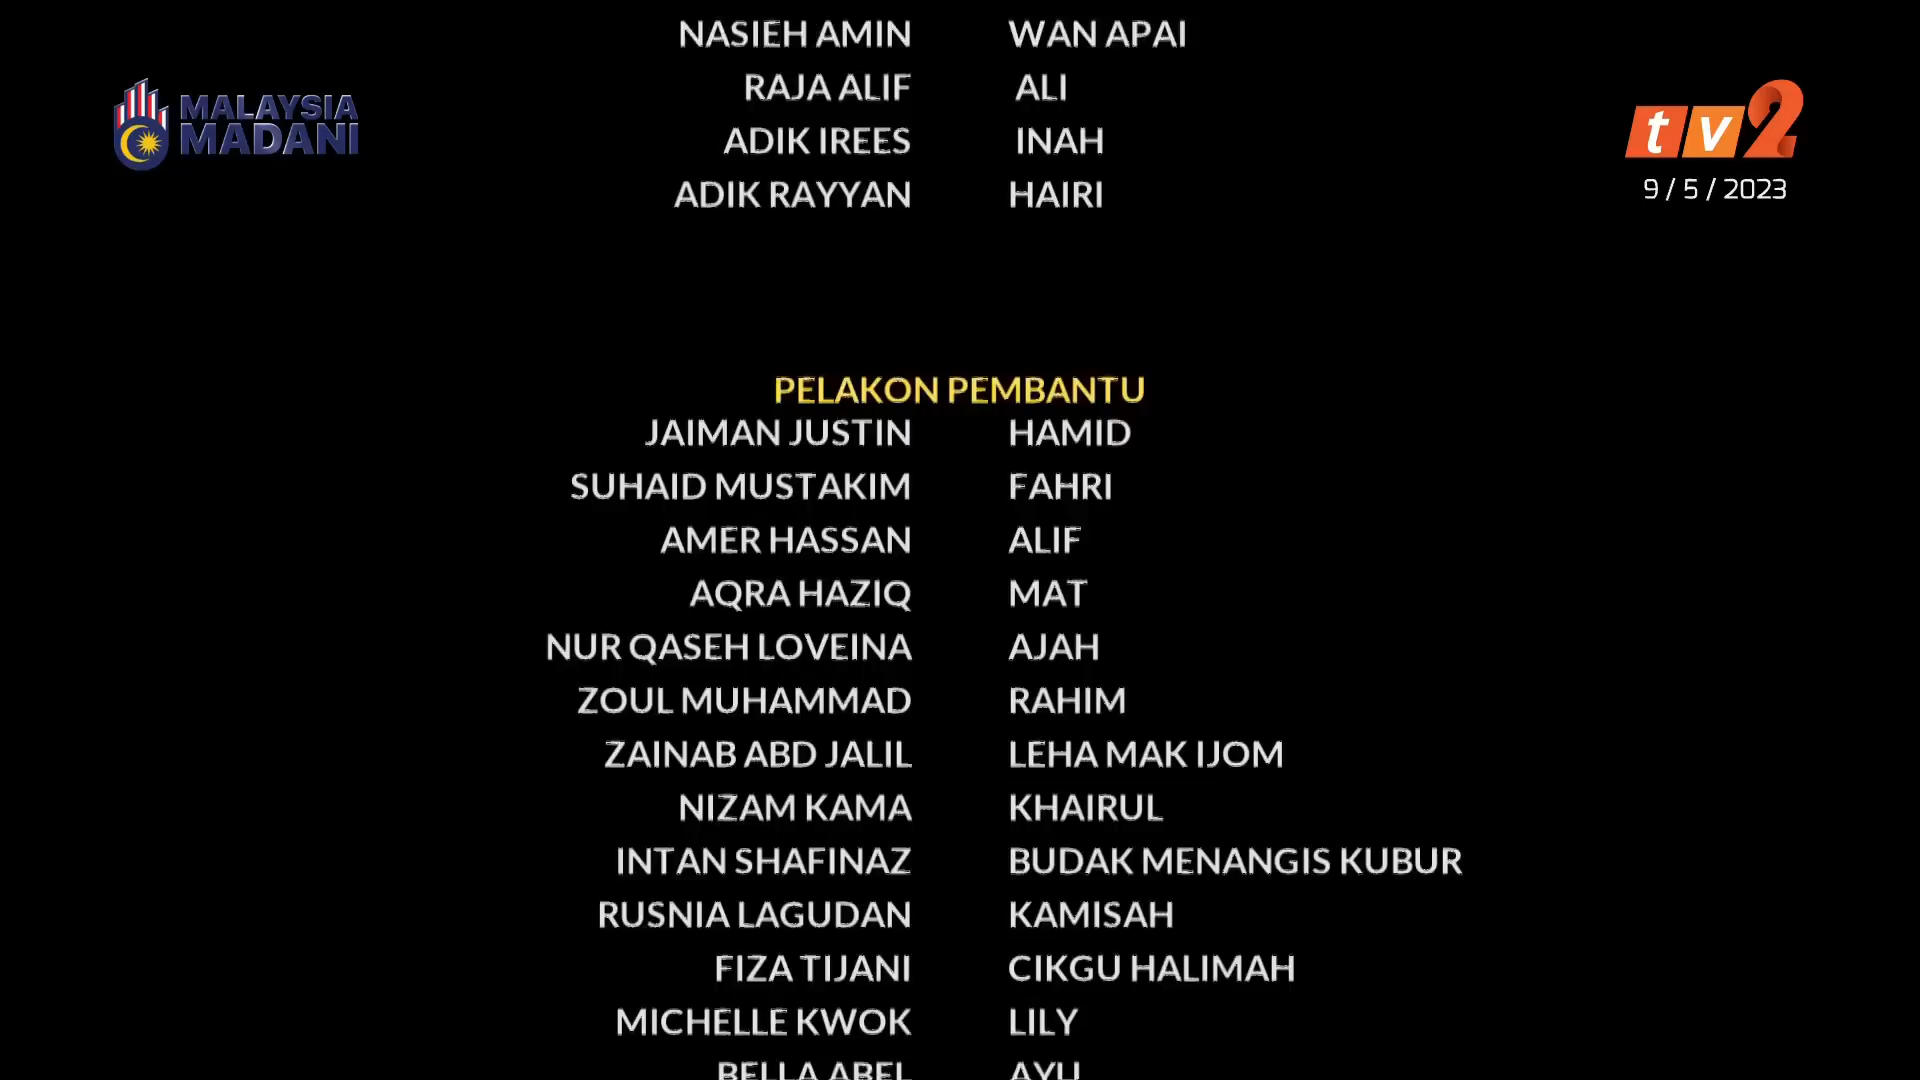 NASIEH AMIN WAN APAI
RAJA ALIF ALI
ADIK IREES INAH
ADIK RAYYAN HAIRI
MALAYSIA
MADANI
tv2
9 / 5 / 2023
PELAKON PEMBANTU
JAIMAN JUSTIN HAMID
SUHAID MUSTAKIM FAHRI
AMER HASSAN ALIF
AQRA HAZIQ MAT
NUR QASEH LOVEINA AJAH
ZOUL MUHAMMAD RAHIM
ZAINAB ABD JALIL LEHA MAK IJOM
NIZAM KAMA KHAIRUL
INTAN SHAFINAZ BUDAK MENANGIS KUBUR
RUSNIA LAGUDAN KAMISAH
FIZA TIJANI CIKGU HALIMAH
MICHELLE KWOK LILY
BELLA ABEL AYU